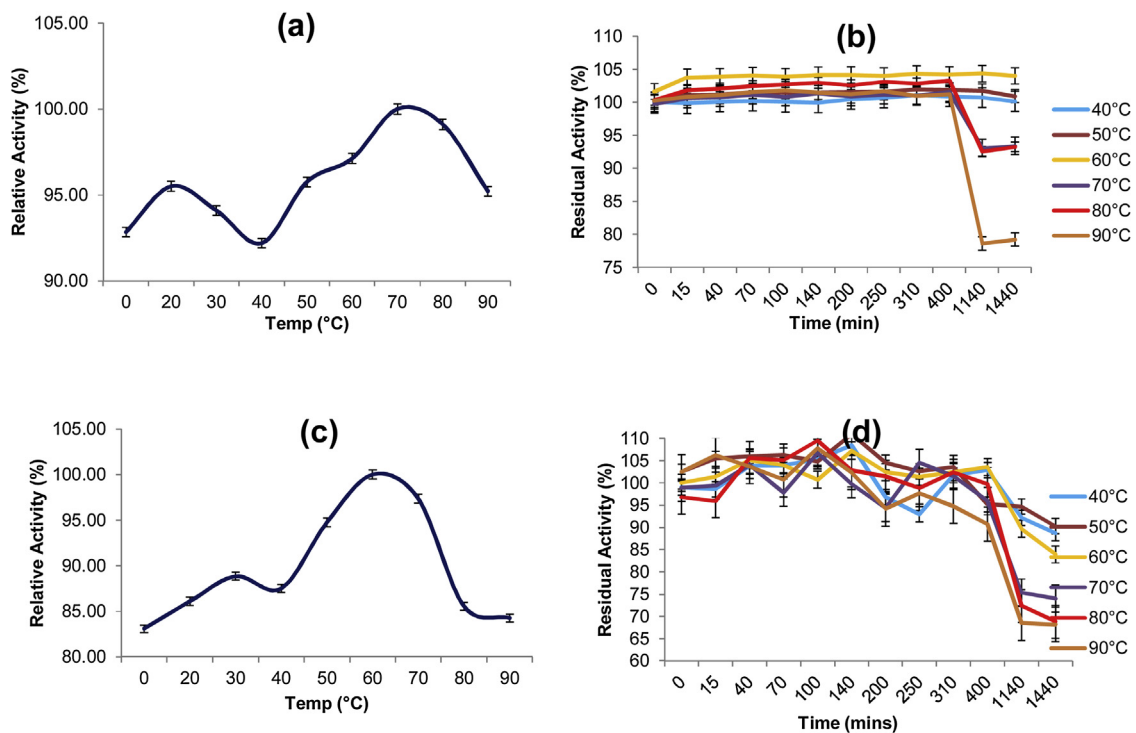 (a)
105.00
100.00
95.00
90.00
Relative Activity (%)
0 20 30 40 50 60 70 80 90
Temp (°C)
(b)
110
105
100
95
90
85
80
75
Residual Activity (%)
0 15 40 70 100 140 200 250 310 400 1140 1440
Time (min)
40°C
50°C
60°C
70°C
80°C
90°C
(c)
105.00
100.00
95.00
90.00
85.00
80.00
Relative Activity (%)
0 20 30 40 50 60 70 80 90
Temp (°C)
(d)
110
105
100
95
90
85
80
75
70
65
60
Residual Activity (%)
0 15 40 70 100 140 200 250 310 400 1140 1440
Time (mins)
40°C
50°C
60°C
70°C
80°C
90°C